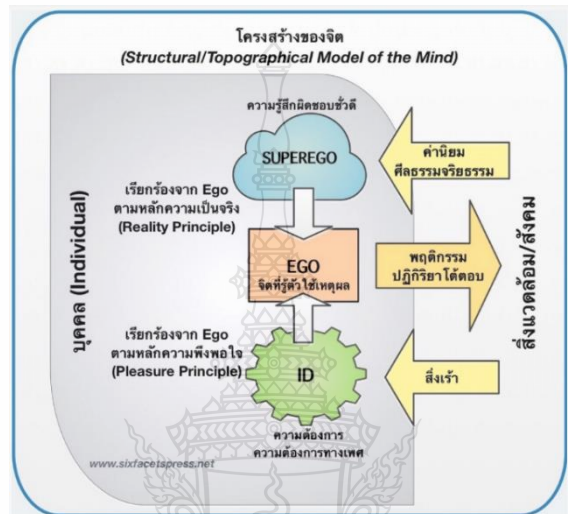 โครงสร้างของจิต
(Structural/Topographical Model of the Mind)
ความรู้สึกผิดชอบชั่วดี
SUPEREGO
ค่านิยม
ศีลธรรมจริยธรรม
เรียกร้องจาก Ego
ตามหลักความเป็นจริง
(Reality Principle)
EGO
จิตที่รู้ตัวใช้เหตุผล
พฤติกรรม
ปฏิกิริยาโต้ตอบ
บุคคล (Individual)
สิ่งแวดล้อม/สังคม
เรียกร้องจาก Ego
ตามหลักความพึงพอใจ
(Pleasure Principle)
ID
สิ่งเร้า
ความต้องการ
ความต้องการทางเพศ
www.sixfacetspress.net